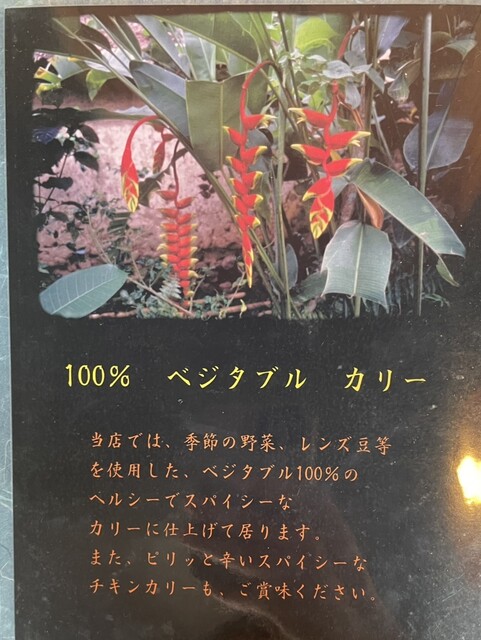 100% ベジタブル カリー
当店では、季節の野菜、レンズ豆等
を使用した、ベジタブル100%の
ヘルシーでスパイシーな
カリーに仕上げて居ります。
また、ピリッと辛いスパイシーな
チキンカリーも、ご賞味ください。